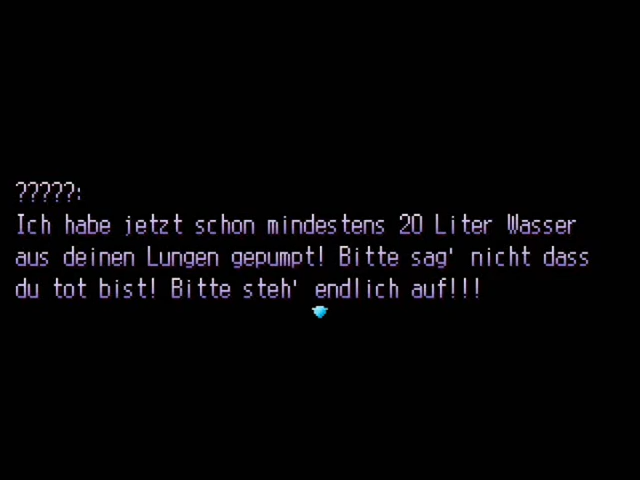 ?????:
Ich habe jetzt schon mindestens 20 Liter Wasser
aus deinen Lungen gepumpt! Bitte sag' nicht dass
du tot bist! Bitte steh' endlich auf!!!